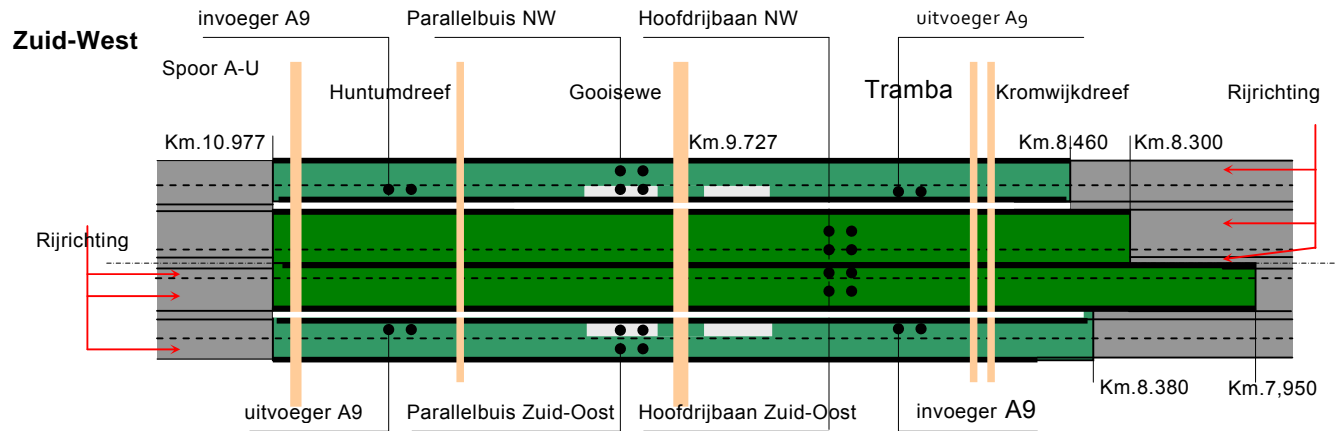 invoeger A9
Parallelbuis NW
Hoofdrijbaan NW
uitvoeger A9
Zuid-West
Spoor A-U
Huntumdreef
Gooisewe
Tramba
Kromwijkdreef
Rijrichting
Km.10.977
Km.9.727
Km.8.460
Km.8.300
Rijrichting
Km.8.380
Km.7,950
uitvoeger A9
Parallelbuis Zuid-Oost
Hoofdrijbaan Zuid-Oost
invoeger A9